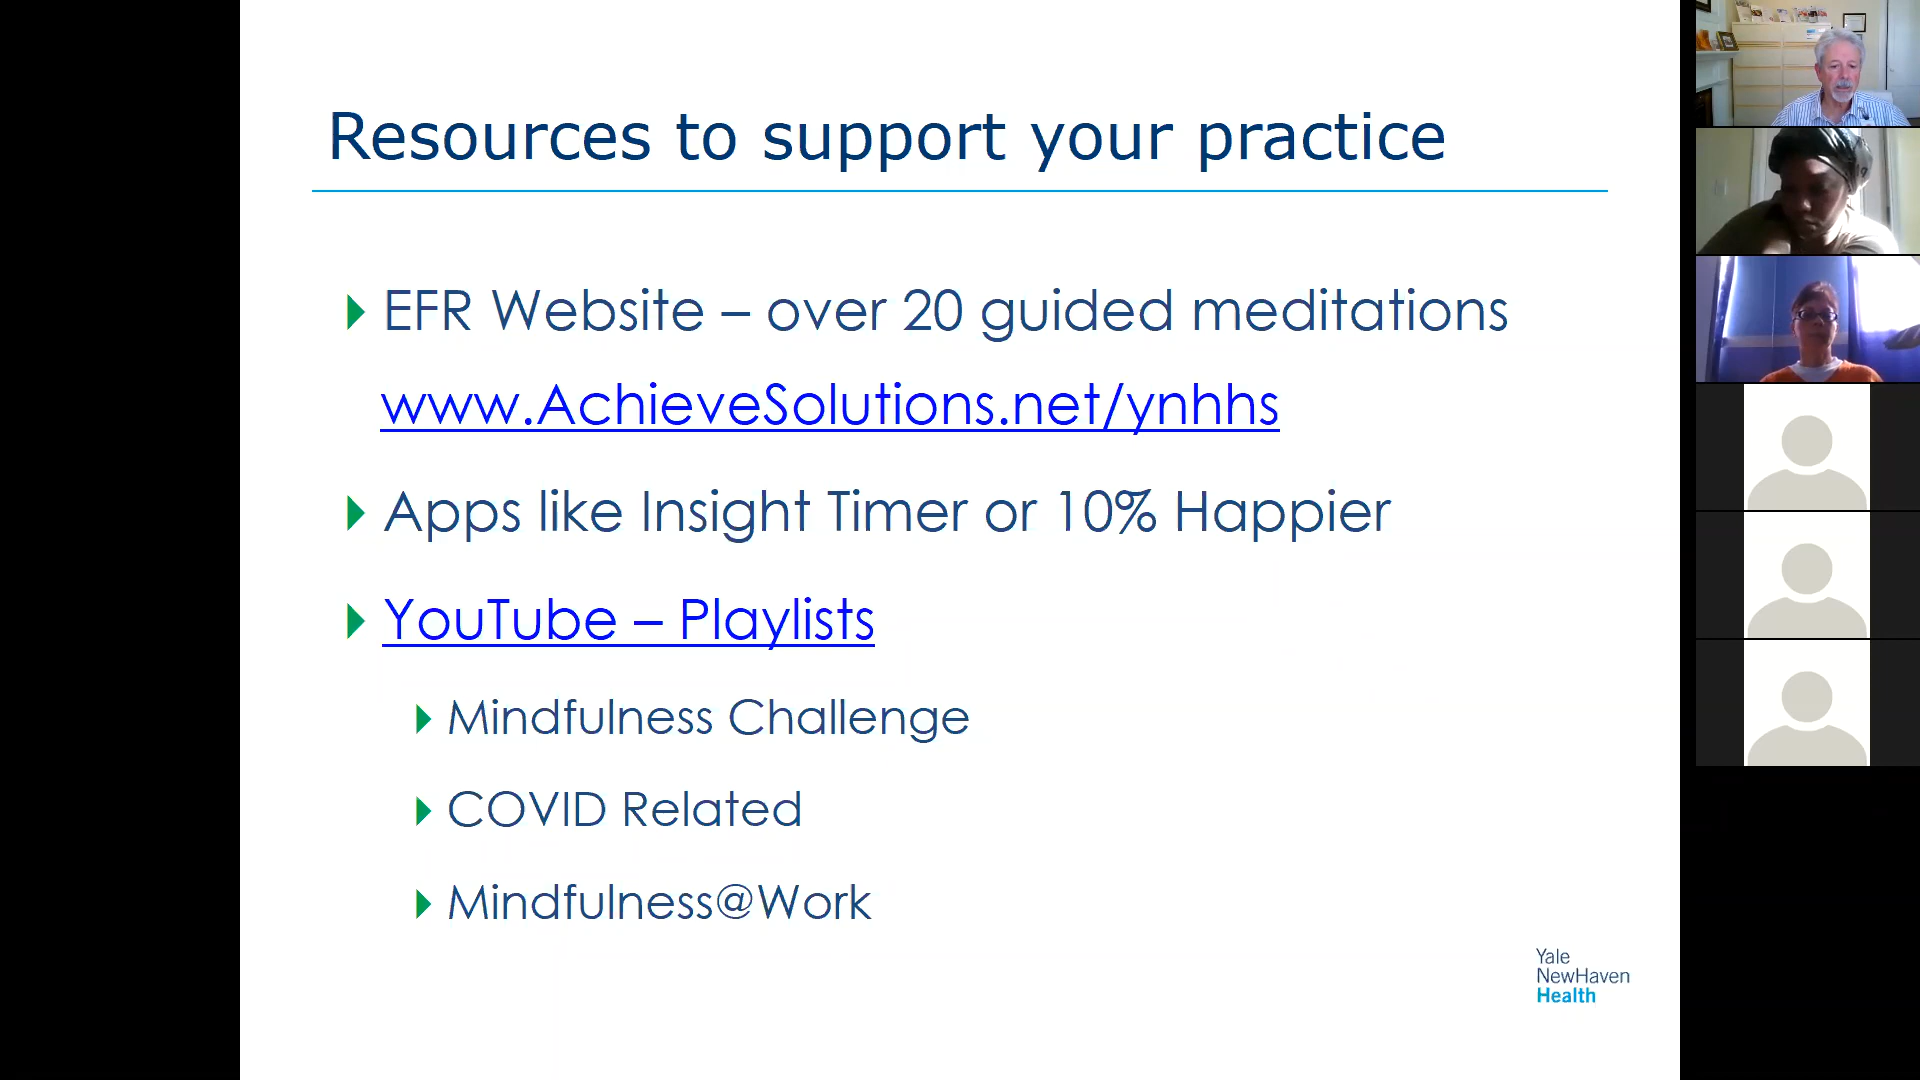 Resources to support your practice
EFR Website – over 20 guided meditations
www.AchieveSolutions.net/ynhhs
Apps like Insight Timer or 10% Happier
YouTube – Playlists
Mindfulness Challenge
COVID Related
Mindfulness@Work
Yale
NewHaven
Health